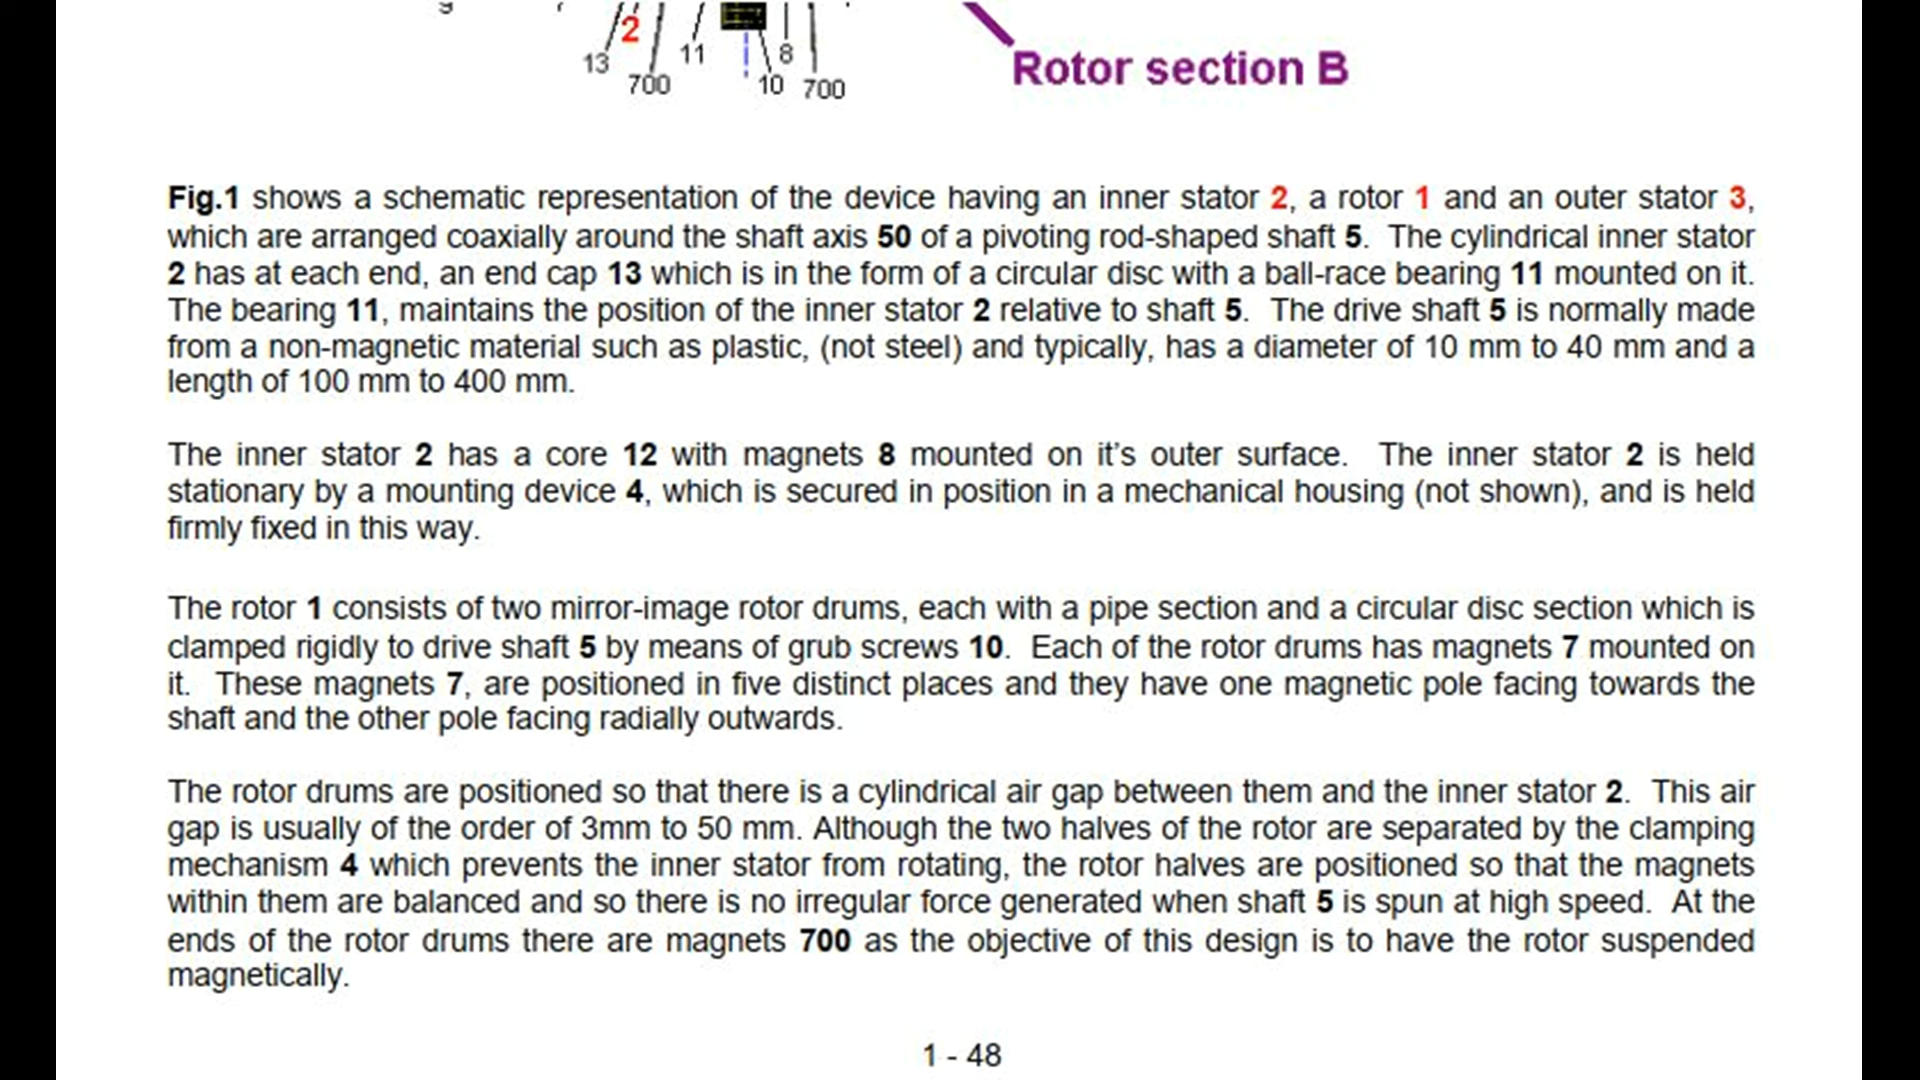 13 2 11 8
700 10 700
Rotor section B
Fig.1 shows a schematic representation of the device having an inner stator 2, a rotor 1 and an outer stator 3,
which are arranged coaxially around the shaft axis 50 of a pivoting rod-shaped shaft 5. The cylindrical inner stator
2 has at each end, an end cap 13 which is in the form of a circular disc with a ball-race bearing 11 mounted on it.
The bearing 11, maintains the position of the inner stator 2 relative to shaft 5. The drive shaft 5 is normally made
from a non-magnetic material such as plastic, (not steel) and typically, has a diameter of 10 mm to 40 mm and a
length of 100 mm to 400 mm.
The inner stator 2 has a core 12 with magnets 8 mounted on it’s outer surface. The inner stator 2 is held
stationary by a mounting device 4, which is secured in position in a mechanical housing (not shown), and is held
firmly fixed in this way.
The rotor 1 consists of two mirror-image rotor drums, each with a pipe section and a circular disc section which is
clamped rigidly to drive shaft 5 by means of grub screws 10. Each of the rotor drums has magnets 7 mounted on
it. These magnets 7, are positioned in five distinct places and they have one magnetic pole facing towards the
shaft and the other pole facing radially outwards.
The rotor drums are positioned so that there is a cylindrical air gap between them and the inner stator 2. This air
gap is usually of the order of 3mm to 50 mm. Although the two halves of the rotor are separated by the clamping
mechanism 4 which prevents the inner stator from rotating, the rotor halves are positioned so that the magnets
within them are balanced and so there is no irregular force generated when shaft 5 is spun at high speed. At the
ends of the rotor drums there are magnets 700 as the objective of this design is to have the rotor suspended
magnetically.
1 - 48